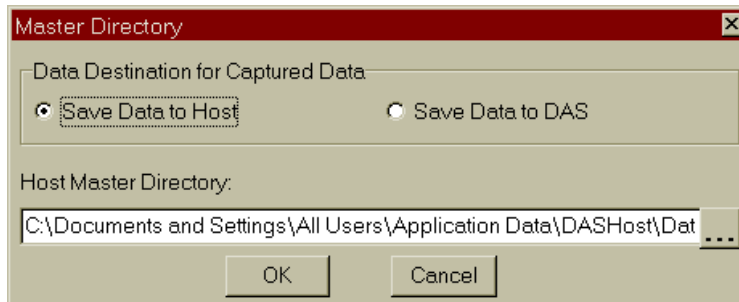 Master Directory
Data Destination for Captured Data
Save Data to Host Save Data to DAS
Host Master Directory:
C:\Documents and Settings\All Users\Application Data\DASHost\Dat ...
OK Cancel